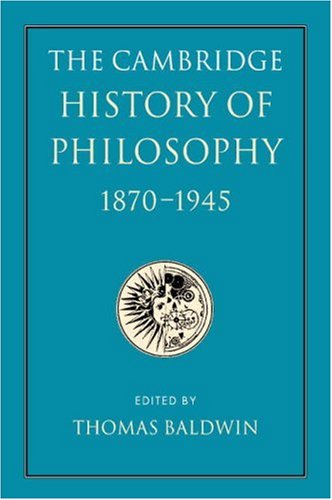 THE CAMBRIDGE
HISTORY OF
PHILOSOPHY
1870–1945
EDITED BY
THOMAS BALDWIN